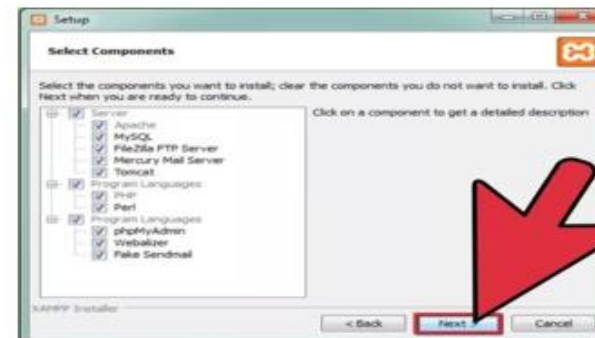 Setup
Select Components
Select the components you want to install; clear the components you do not want to install. Click
Next when you are ready to continue.
Server
Apache
MySQL
FileZilla FTP Server
Mercury Mail Server
Tomcat
Program Languages
PHP
Perl
Program Languages
phpMyAdmin
Webalizer
Fake Sendmail
Click on a component to get a detailed description
XAMPP Installer
< Back
Next >
Cancel